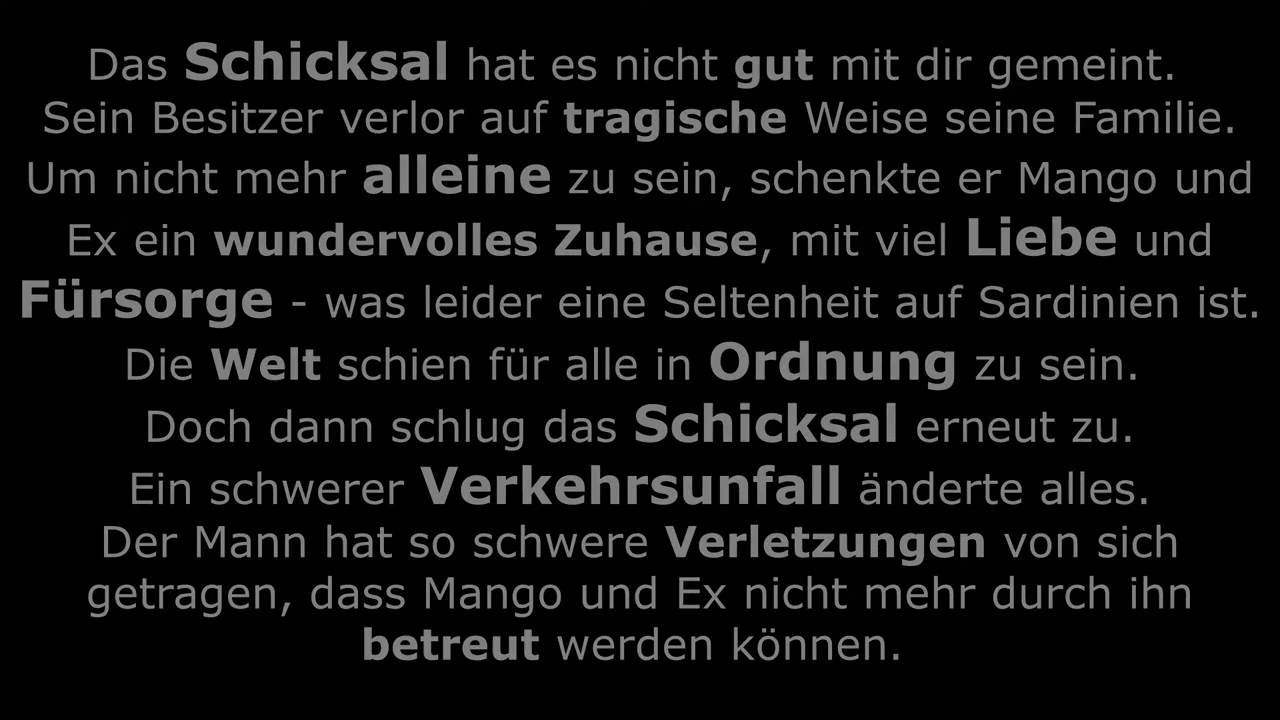 Das Schicksal hat es nicht gut mit dir gemeint.
Sein Besitzer verlor auf tragische Weise seine Familie.
Um nicht mehr alleine zu sein, schenkte er Mango und
Ex ein wundervolles Zuhause, mit viel Liebe und
Fürsorge - was leider eine Seltenheit auf Sardinien ist.
Die Welt schien für alle in Ordnung zu sein.
Doch dann schlug das Schicksal erneut zu.
Ein schwerer Verkehrsunfall änderte alles.
Der Mann hat so schwere Verletzungen von sich
getragen, dass Mango und Ex nicht mehr durch ihn
betreut werden können.